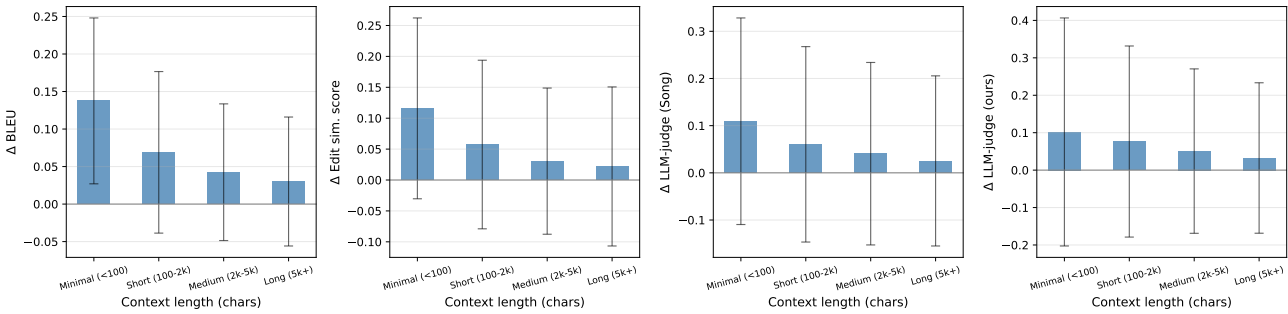 Δ BLEU
0.25
0.20
0.15
0.10
0.05
0.00
−0.05
Minimal (<100)
Short (100-2k)
Medium (2k-5k)
Long (5k+)
Context length (chars)
Δ Edit sim. score
0.25
0.20
0.15
0.10
0.05
0.00
−0.05
−0.10
Minimal (<100)
Short (100-2k)
Medium (2k-5k)
Long (5k+)
Context length (chars)
Δ LLM-judge (Song)
0.3
0.2
0.1
0.0
−0.1
Minimal (<100)
Short (100-2k)
Medium (2k-5k)
Long (5k+)
Context length (chars)
Δ LLM-judge (ours)
0.4
0.3
0.2
0.1
0.0
−0.1
−0.2
Minimal (<100)
Short (100-2k)
Medium (2k-5k)
Long (5k+)
Context length (chars)